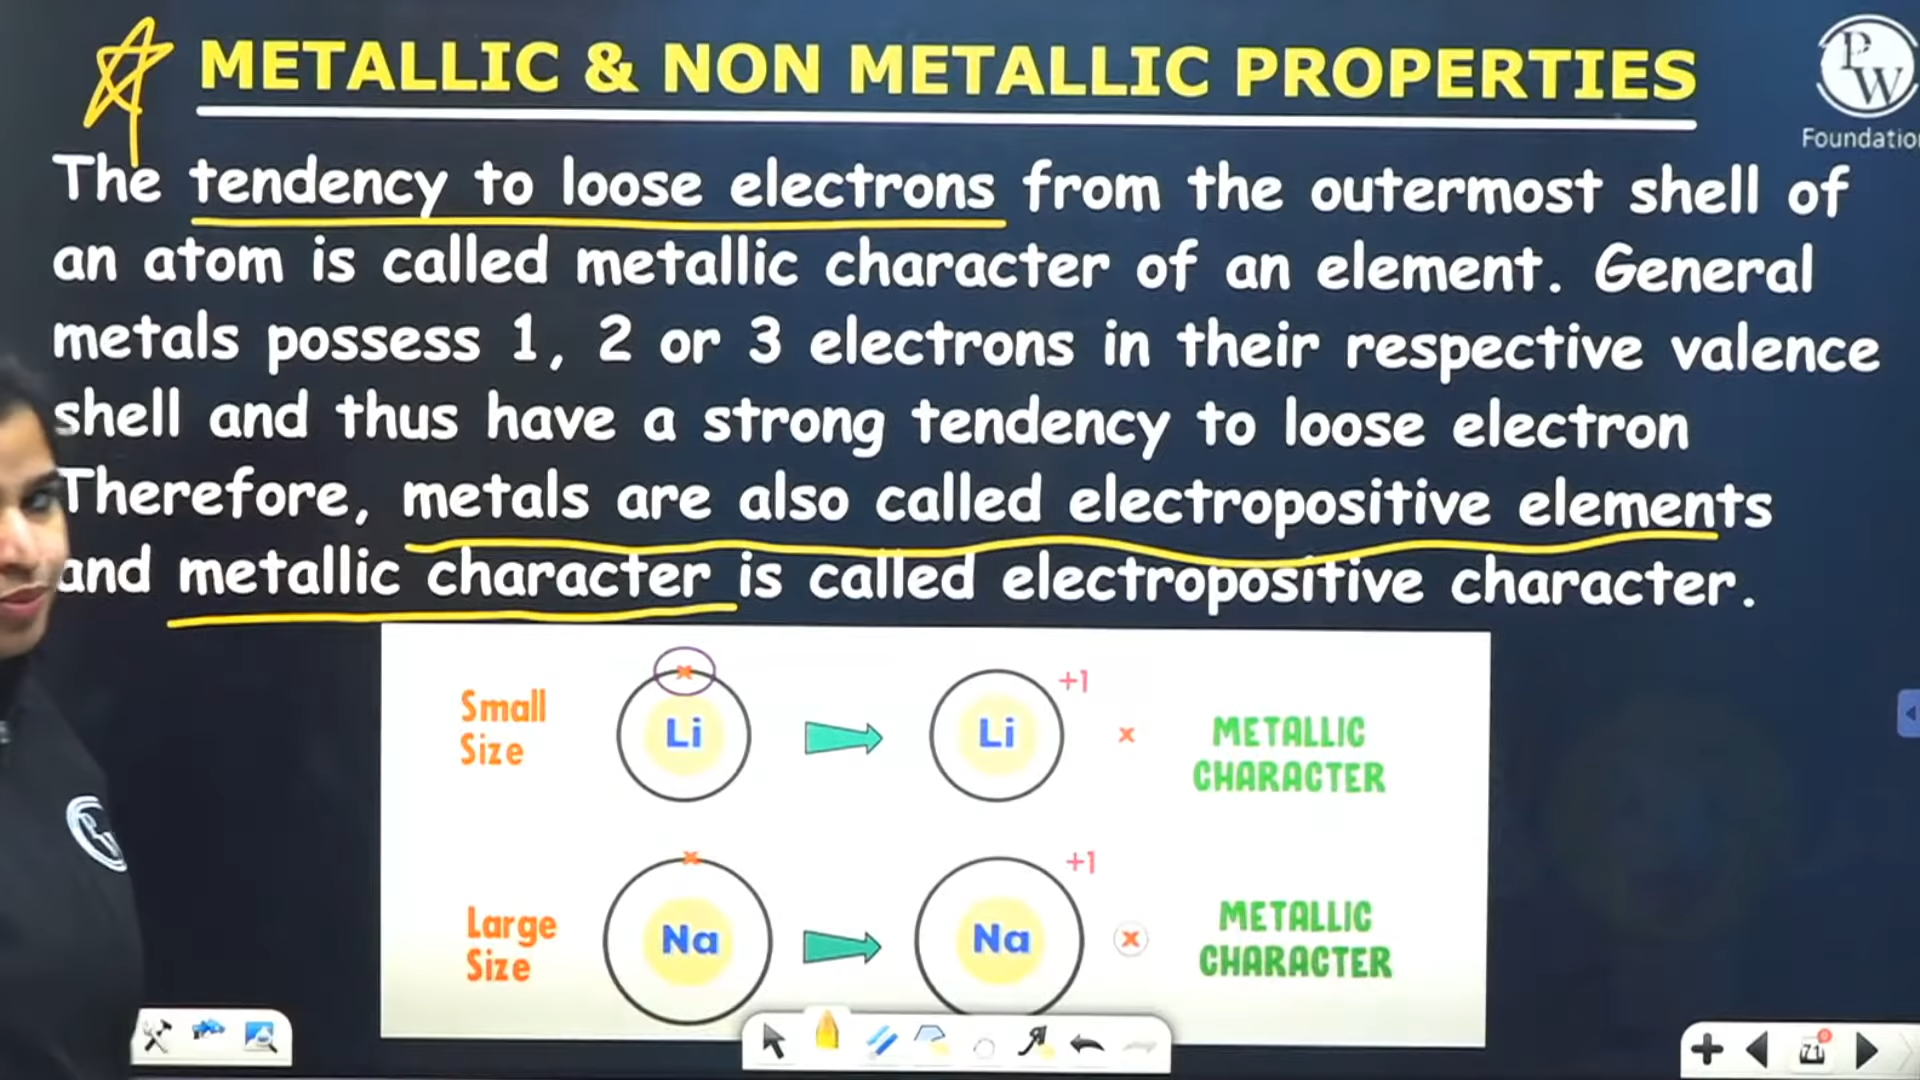 METALLIC & NON METALLIC PROPERTIES
PW
Foundation
The tendency to loose electrons from the outermost shell of
an atom is called metallic character of an element. General
metals possess 1, 2 or 3 electrons in their respective valence
shell and thus have a strong tendency to loose electron
Therefore, metals are also called electropositive elements
and metallic character is called electropositive character.
Small
Size
x
Li
Li
+1
x
METALLIC
CHARACTER
Large
Size
x
Na
Na
+1
x
METALLIC
CHARACTER
71